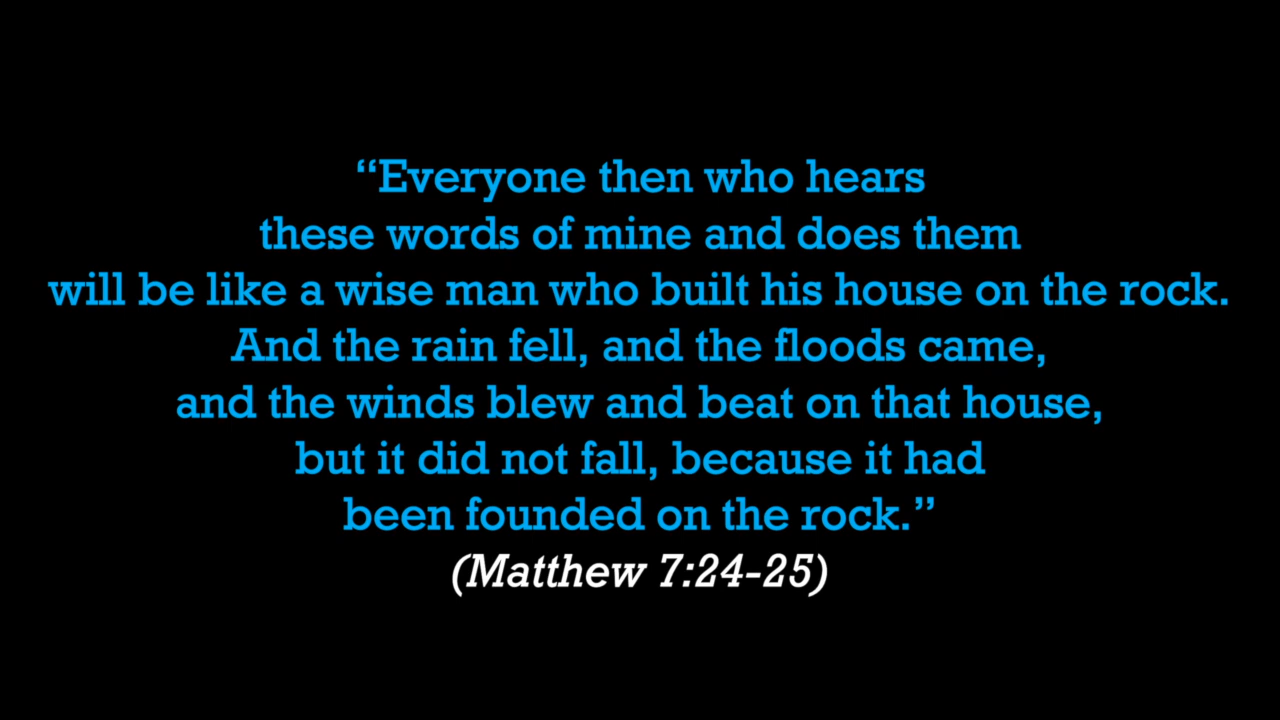 “Everyone then who hears
these words of mine and does them
will be like a wise man who built his house on the rock.
And the rain fell, and the floods came,
and the winds blew and beat on that house,
but it did not fall, because it had
been founded on the rock.”
(Matthew 7:24-25)